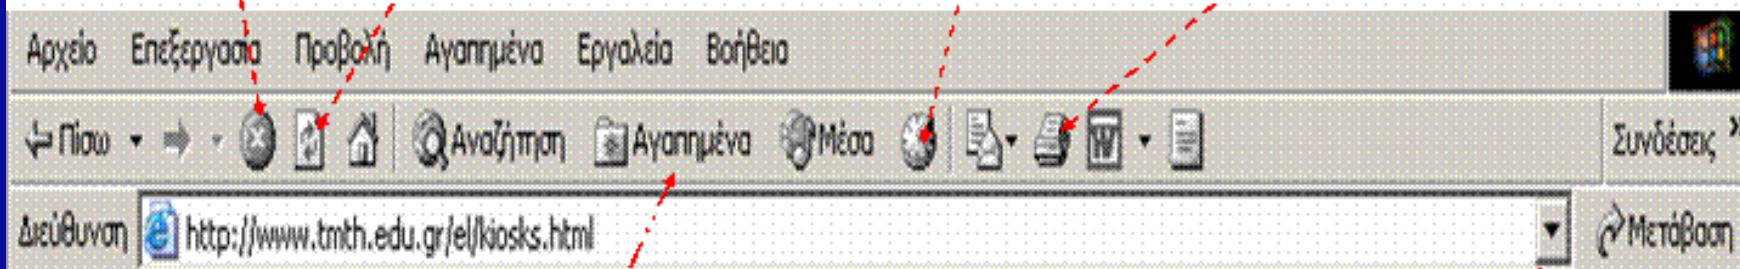 Αρχείο Επεξεργασία Προβολή Αγαπημένα Εργαλεία Βοήθεια
Πίσω Αναζήτηση Αγαπημένα Μέσα W Συνδέσεις »
Διεύθυνση http://www.tmth.edu.gr/el/kiosks.html Μετάβαση